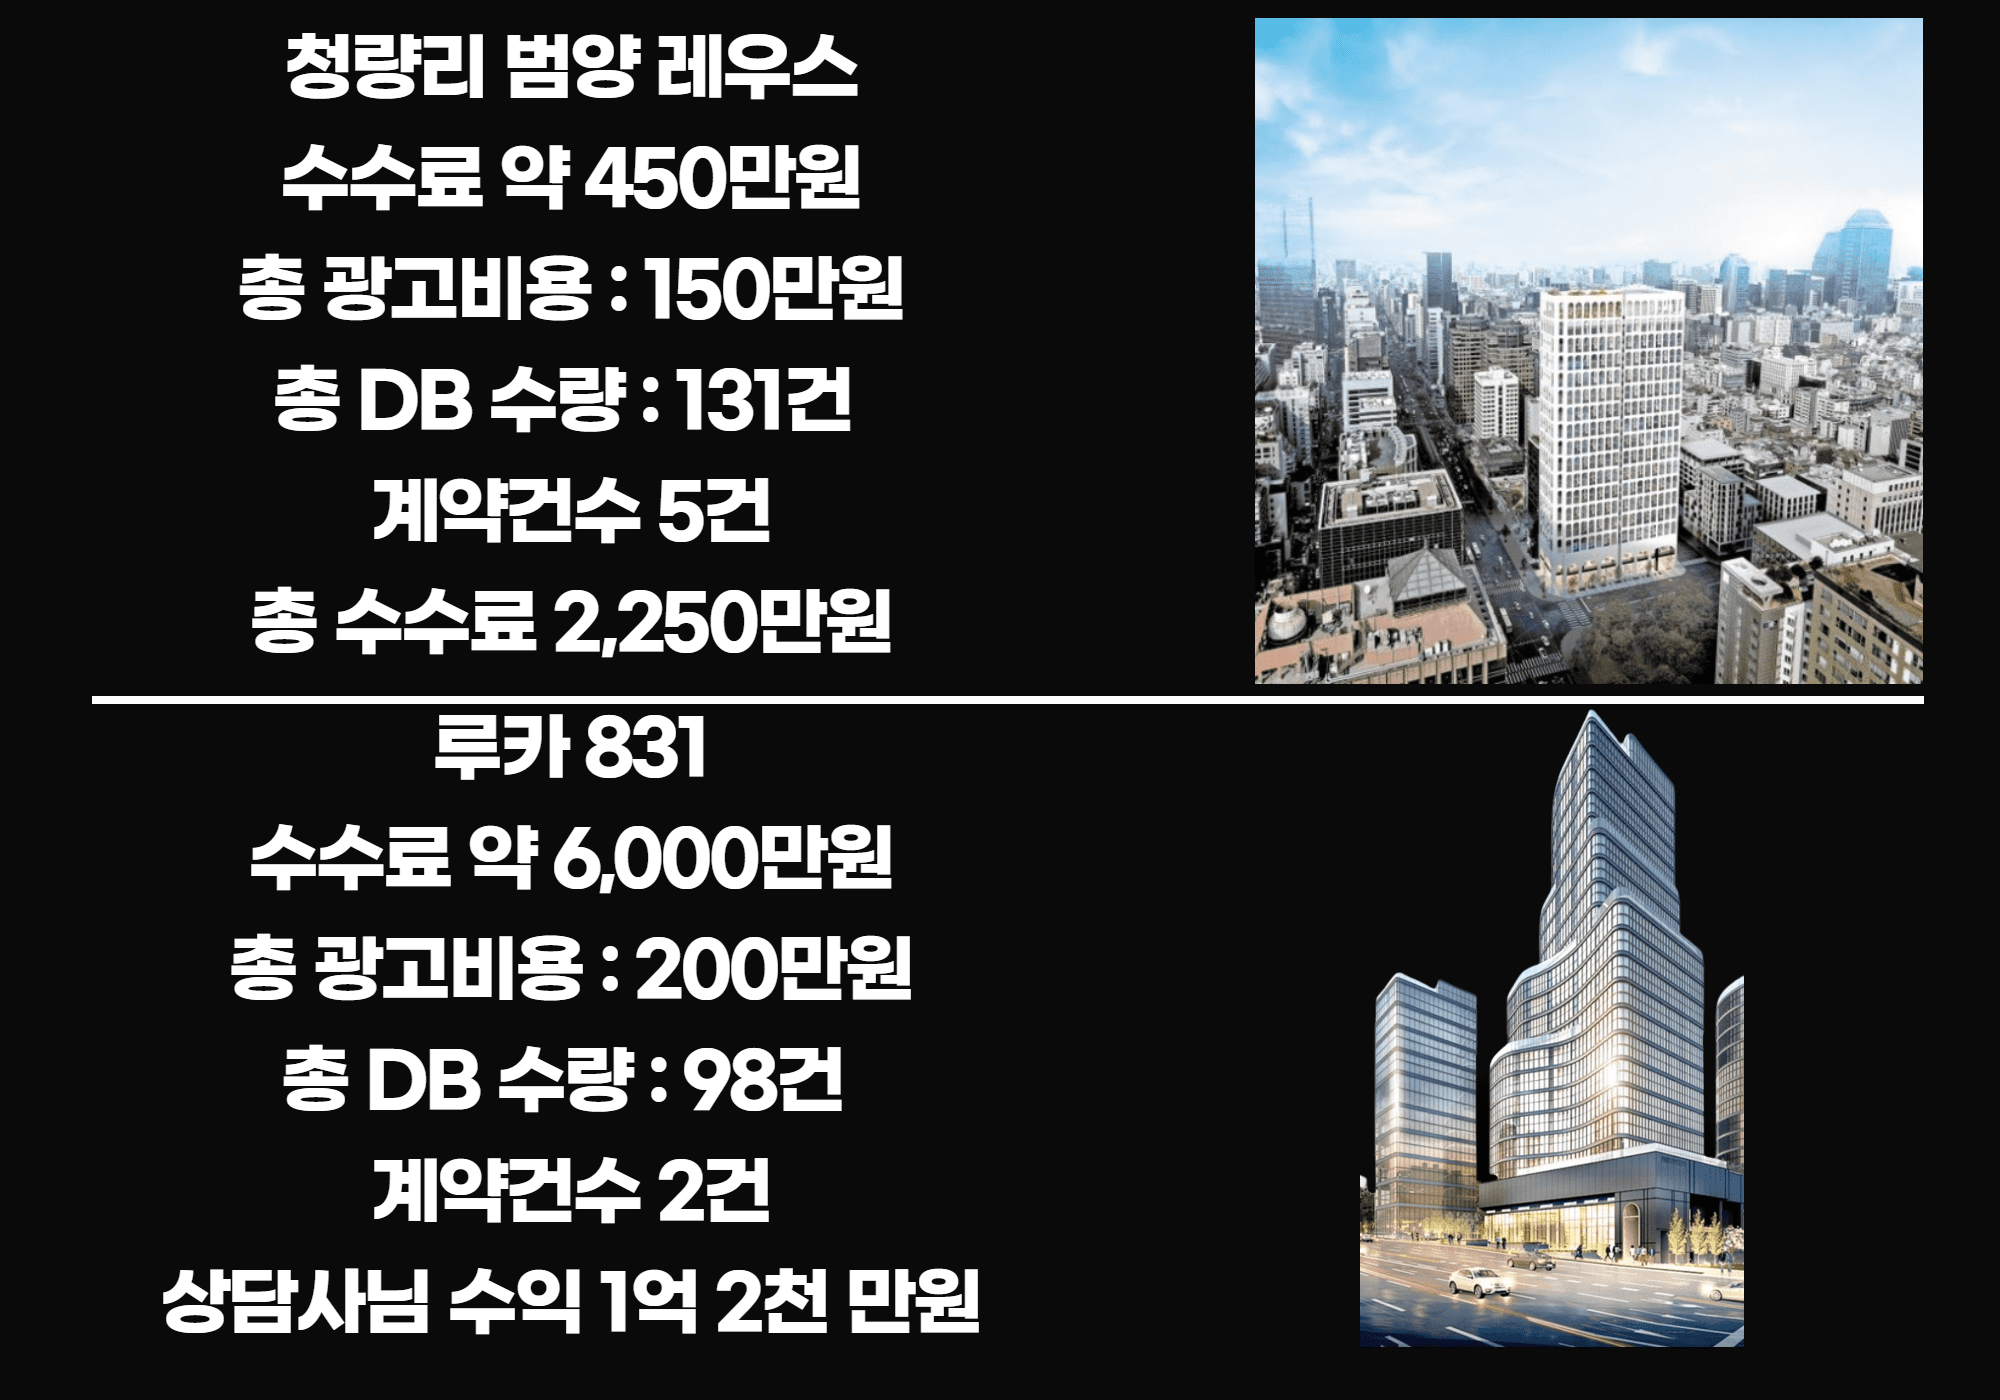 청량리 범양 레우스
수수료 약 450만원
총 광고비용 : 150만원
총 DB 수량 : 131건
계약건수 5건
총 수수료 2,250만원
루카 831
수수료 약 6,000만원
총 광고비용 : 200만원
총 DB 수량 : 98건
계약건수 2건
상담사님 수익 1억 2천 만원